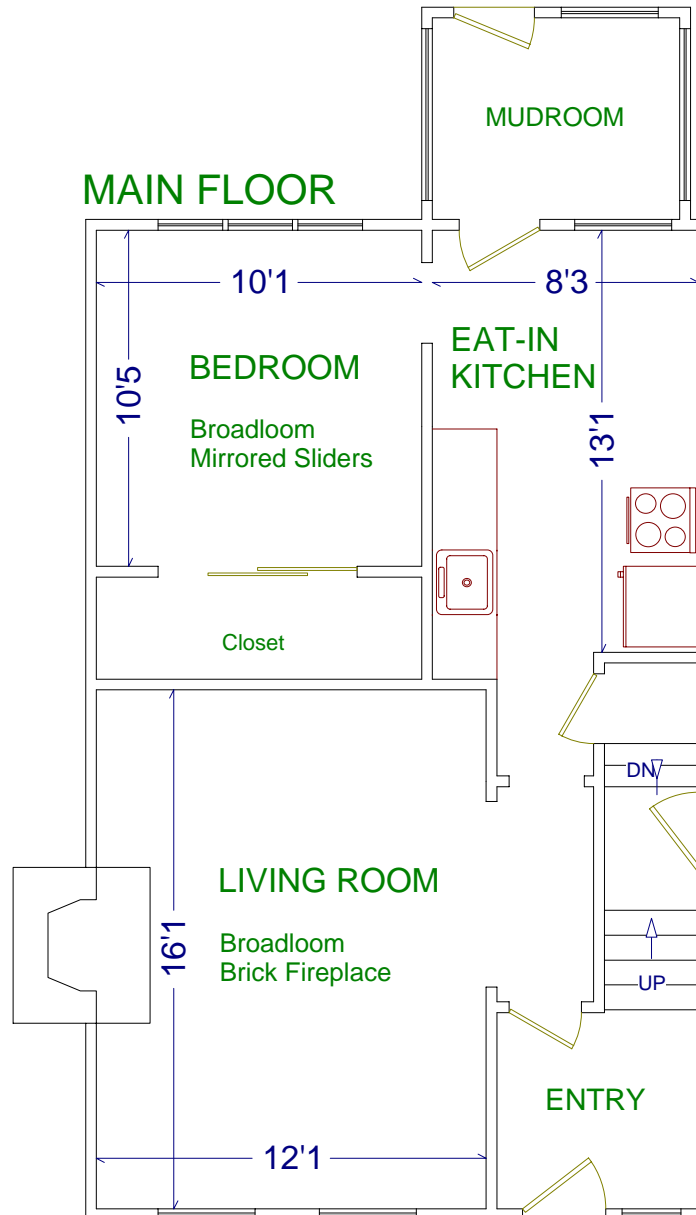 MUDROOM
MAIN FLOOR
10'1
8'3
EAT-IN
KITCHEN
BEDROOM
10'5
Broadloom
Mirrored Sliders
13'1
Closet
DN
LIVING ROOM
16'1
Broadloom
Brick Fireplace
UP
ENTRY
12'1